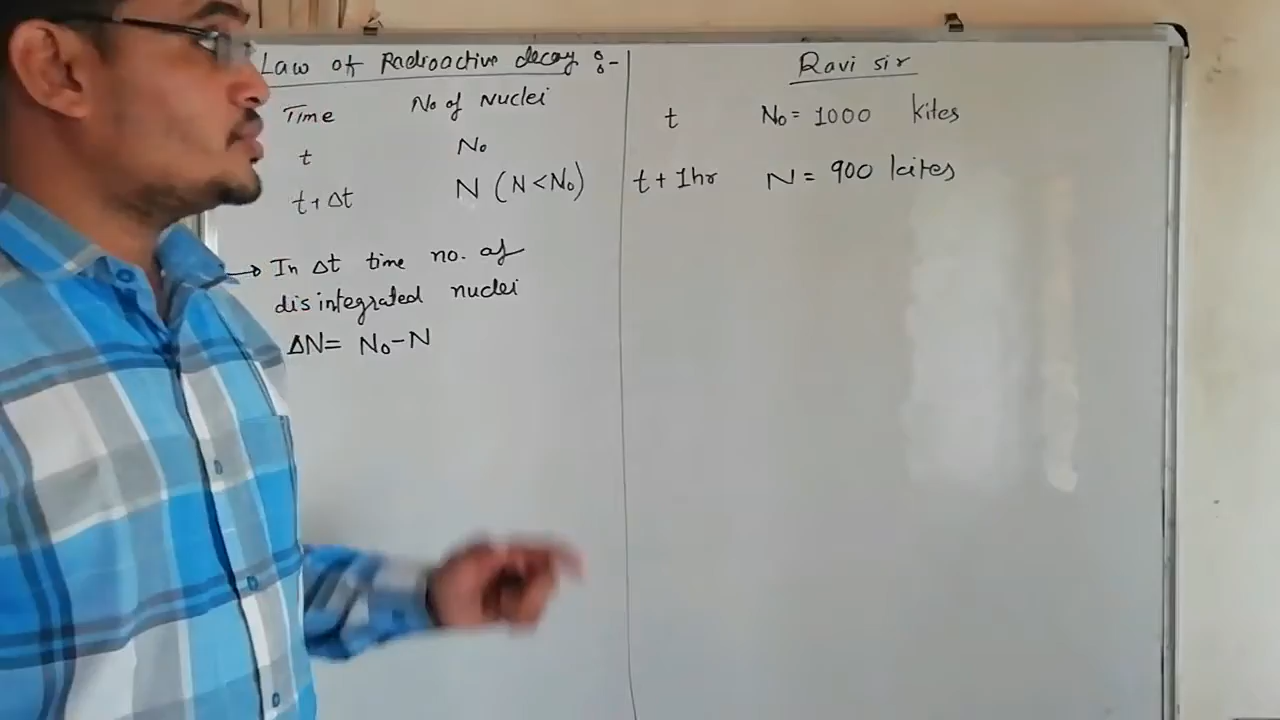 Law of Radioactive decay :-
Time No of Nuclei
t N₀
t+Δt N (N<N₀)
→ In Δt time no. of
disintegrated nuclei
ΔN= N₀-N
Ravi sir
t N₀= 1000 kites
t+1hr N = 900 kites